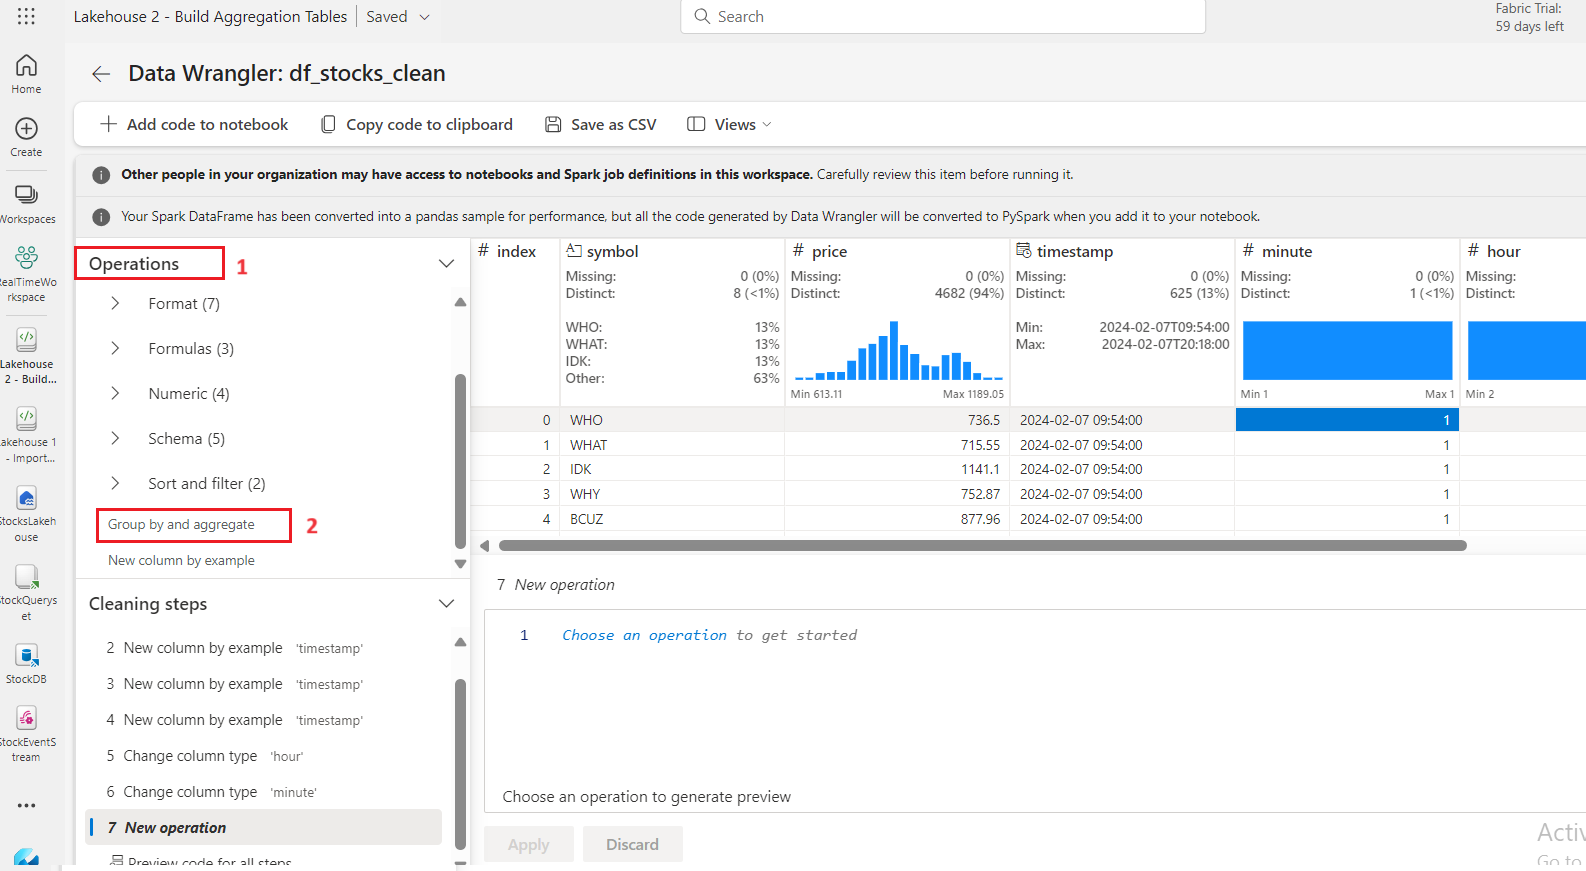 Lakehouse 2 - Build Aggregation Tables
Saved
Search
Fabric Trial:
59 days left
Home
Create
Workspaces
RealTimeWo
rkspace
Lakehouse
2 - Build...
Lakehouse 1
- Import...
StocksLakeh
ouse
StockQuerys
et
StockDB
StockEventS
tream
Data Wrangler: df_stocks_clean
Add code to notebook
Copy code to clipboard
Save as CSV
Views
Other people in your organization may have access to notebooks and Spark job definitions in this workspace. Carefully review this item before running it.
Your Spark DataFrame has been converted into a pandas sample for performance, but all the code generated by Data Wrangler will be converted to PySpark when you add it to your notebook.
Operations
1
Format (7)
Formulas (3)
Numeric (4)
Schema (5)
Sort and filter (2)
Group by and aggregate
2
New column by example
Cleaning steps
2 New column by example 'timestamp'
3 New column by example 'timestamp'
4 New column by example 'timestamp'
5 Change column type 'hour'
6 Change column type 'minute'
7 New operation
Preview code for all steps
# index
symbol
Missing: 0 (0%)
Distinct: 8 (<1%)
WHO: 13%
WHAT: 13%
IDK: 13%
Other: 63%
# price
Missing: 0 (0%)
Distinct: 4682 (94%)
Min 613.11 Max 1189.05
timestamp
Missing: 0 (0%)
Distinct: 625 (13%)
Min: 2024-02-07T09:54:00
Max: 2024-02-07T20:18:00
# minute
Missing: 0 (0%)
Distinct: 1 (<1%)
Min 1 Max 1
# hour
Missing:
Distinct:
Min 2
0 WHO 736.5 2024-02-07 09:54:00 1
1 WHAT 715.55 2024-02-07 09:54:00 1
2 IDK 1141.1 2024-02-07 09:54:00 1
3 WHY 752.87 2024-02-07 09:54:00 1
4 BCUZ 877.96 2024-02-07 09:54:00 1
7 New operation
1 Choose an operation to get started
Choose an operation to generate preview
Apply
Discard
Activ
Go to